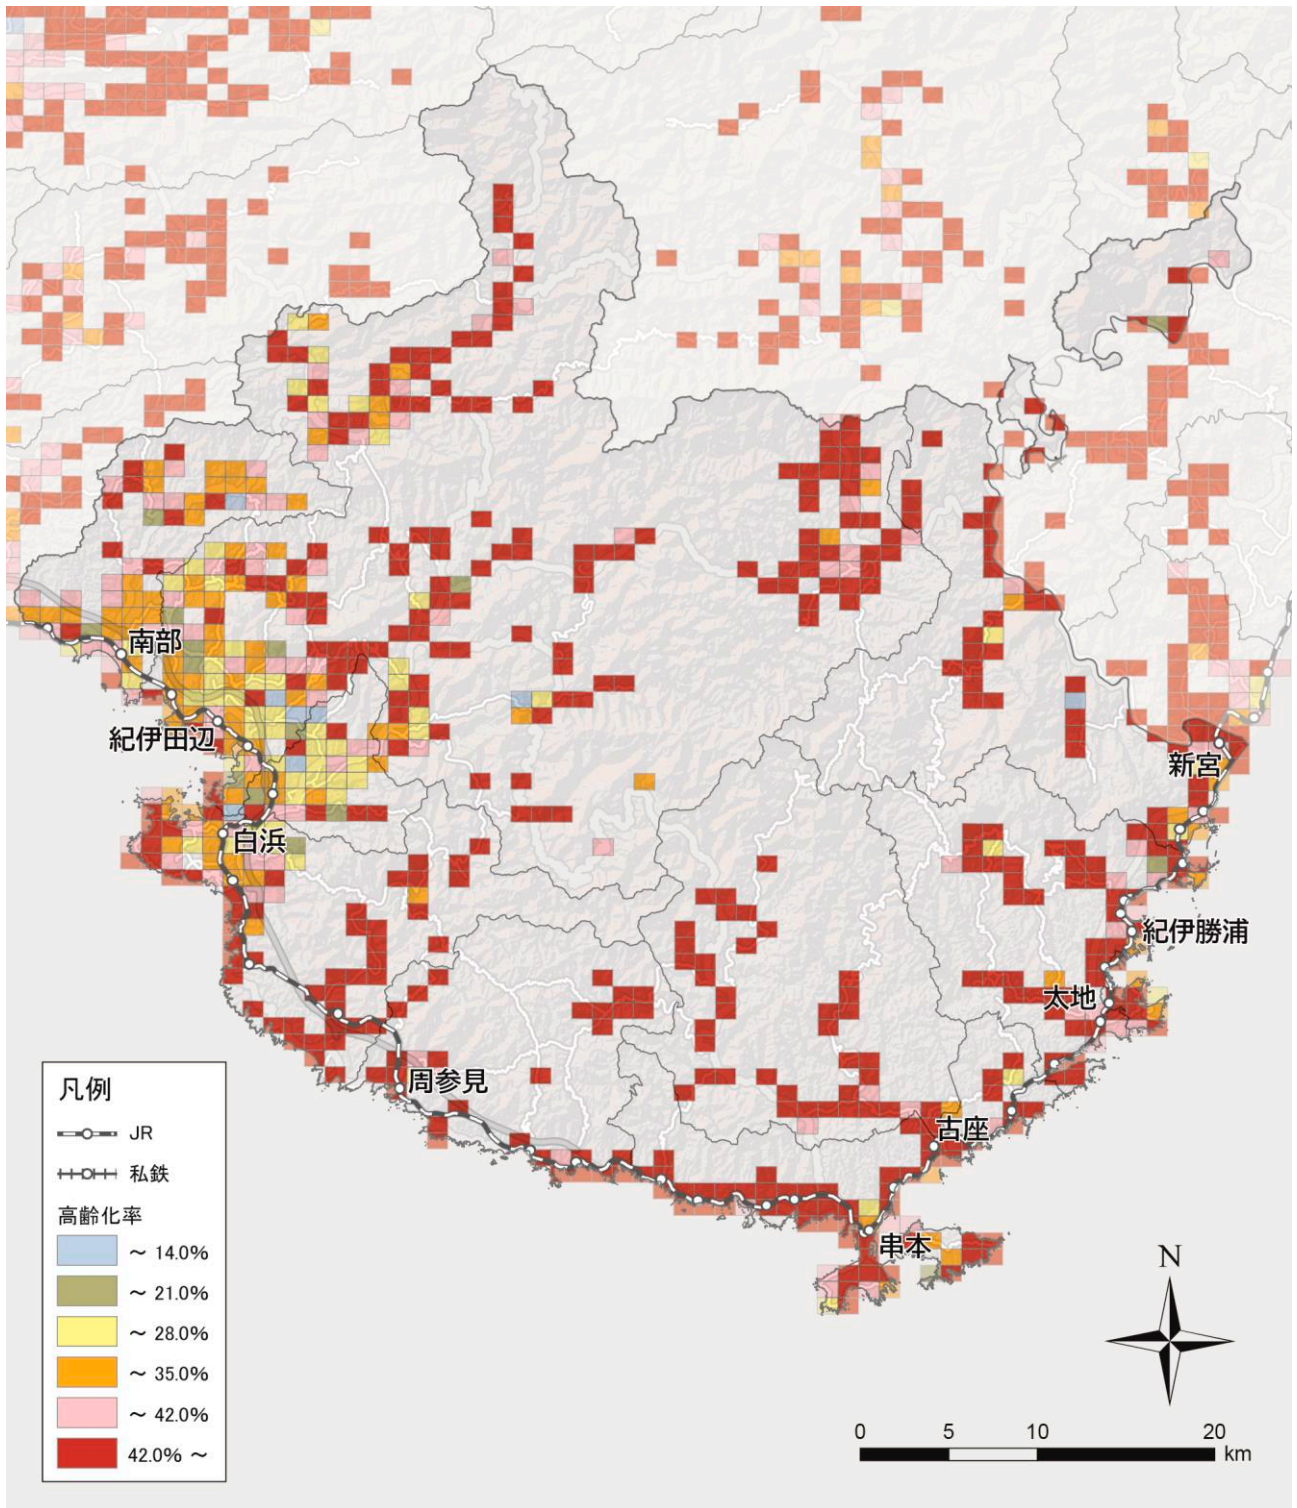 南部
紀伊田辺
白浜
新宮
紀伊勝浦
太地
周参見
古座
串本
凡例
JR
私鉄
高齢化率
～ 14.0%
～ 21.0%
～ 28.0%
～ 35.0%
～ 42.0%
42.0% ～
N
0 5 10 20
km